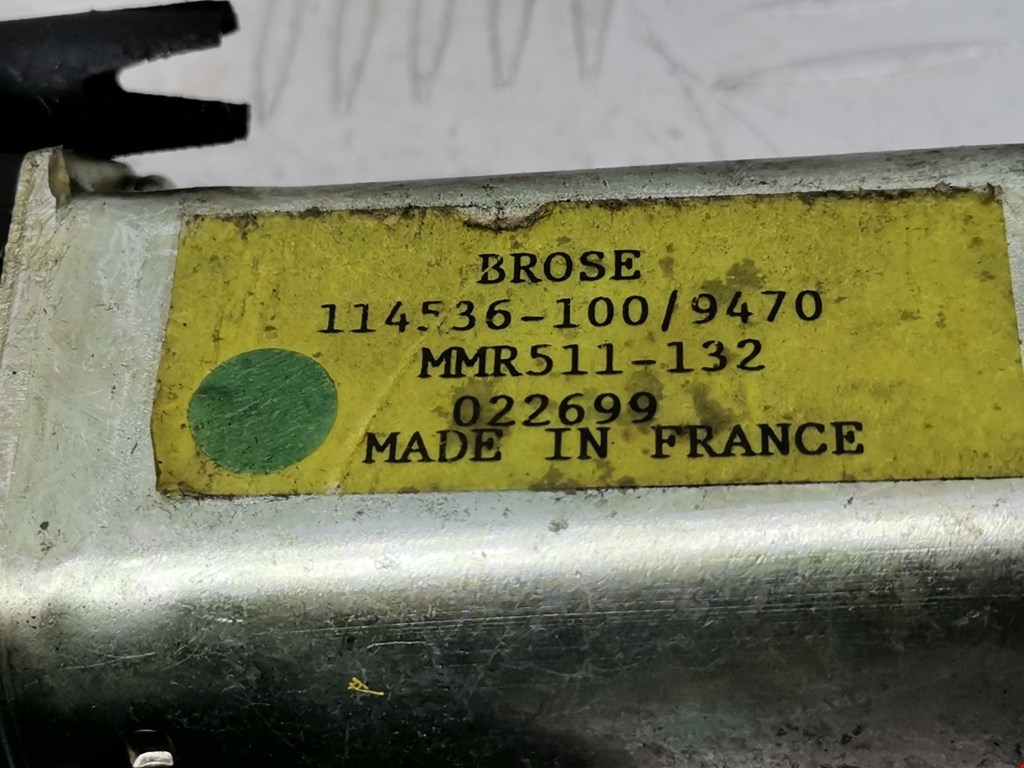 BROSE
114536-100/9470
MMR511-132
022699
MADE IN FRANCE